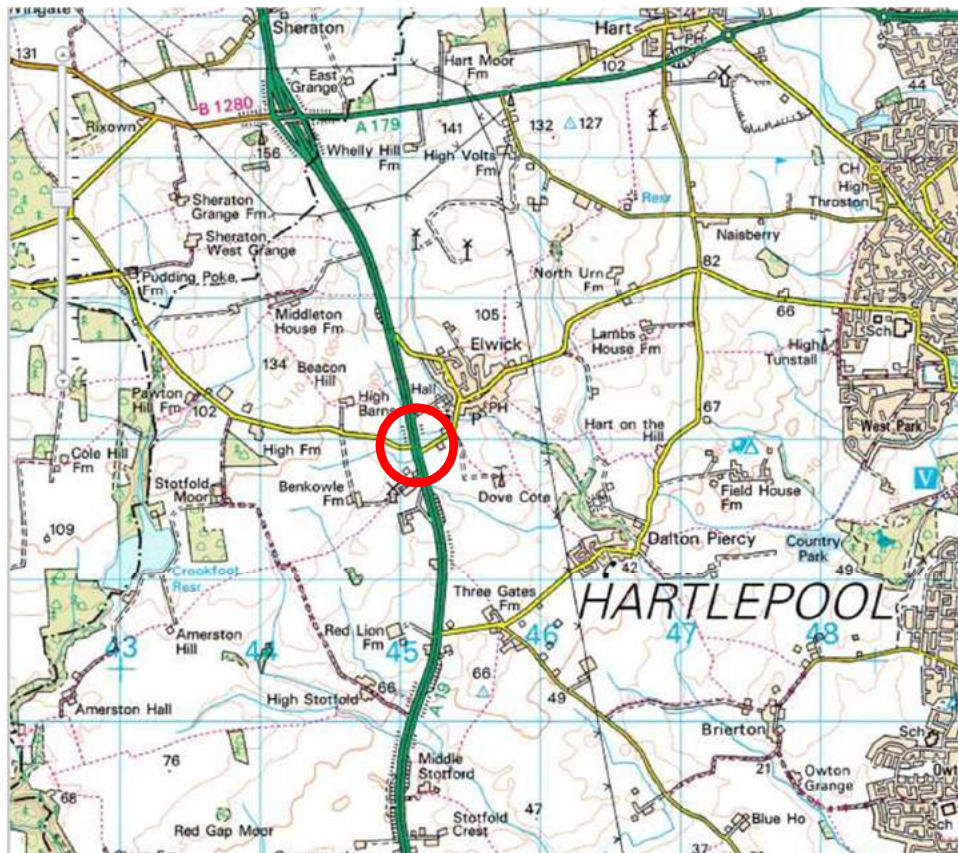 Wingate
Sheraton
Hart
PH
131
East
Grange
Hart Moor
Fm
102
44
B 1280
A 179
Rixown
156
Whelly Hill
Fm
141
132
127
High Volts
Fm
CH
High
Throston
Sheraton
Grange Fm
Resr
Naisberry
Sheraton
West Grange
Pudding Poke
Fm
North Urn
Fm
82
Middleton
House Fm
105
66
Sch
Elwick
Lambs
House Fm
High
Tunstall
134
Beacon
Hill
Hall
High
Barns
PH
P
Pawton
Hill Fm
102
67
West Park
Hart on the
Hill
Cole Hill
Fm
High Fm
Stotfold
Moor
Benkowle
Fm
Dove Cote
Field House
Fm
V
109
Dalton Piercy
Country
Park
49
42
Crookfoot
Resr
Three Gates
Fm
HARTLEPOOL
43
44
45
46
47
48
Amerston
Hill
Red Lion
Fm
66
A 19
66
49
High Stotfold
Amerston Hall
Brierton
Sch
76
Middle
Stotford
21
Owton
Grange
68
47
Blue Ho
Sch
Red Gap Moor
Stotfold
Crest
37